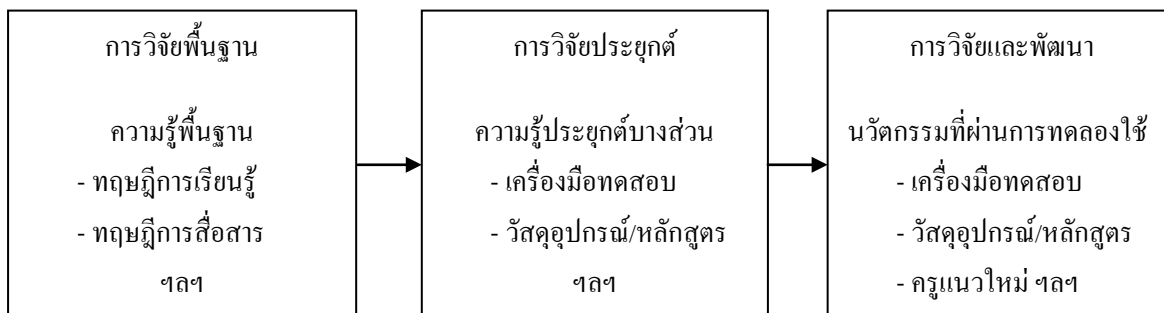 การวิจัยพื้นฐาน
ความรู้พื้นฐาน
- ทฤษฎีการเรียนรู้
- ทฤษฎีการสื่อสาร
ฯลฯ
การวิจัยประยุกต์
ความรู้ประยุกต์บางส่วน
- เครื่องมือทดสอบ
- วัสดุอุปกรณ์/หลักสูตร
ฯลฯ
การวิจัยและพัฒนา
นวัตกรรมที่ผ่านการทดลองใช้
- เครื่องมือทดสอบ
- วัสดุอุปกรณ์/หลักสูตร
- ครูแนวใหม่ ฯลฯ